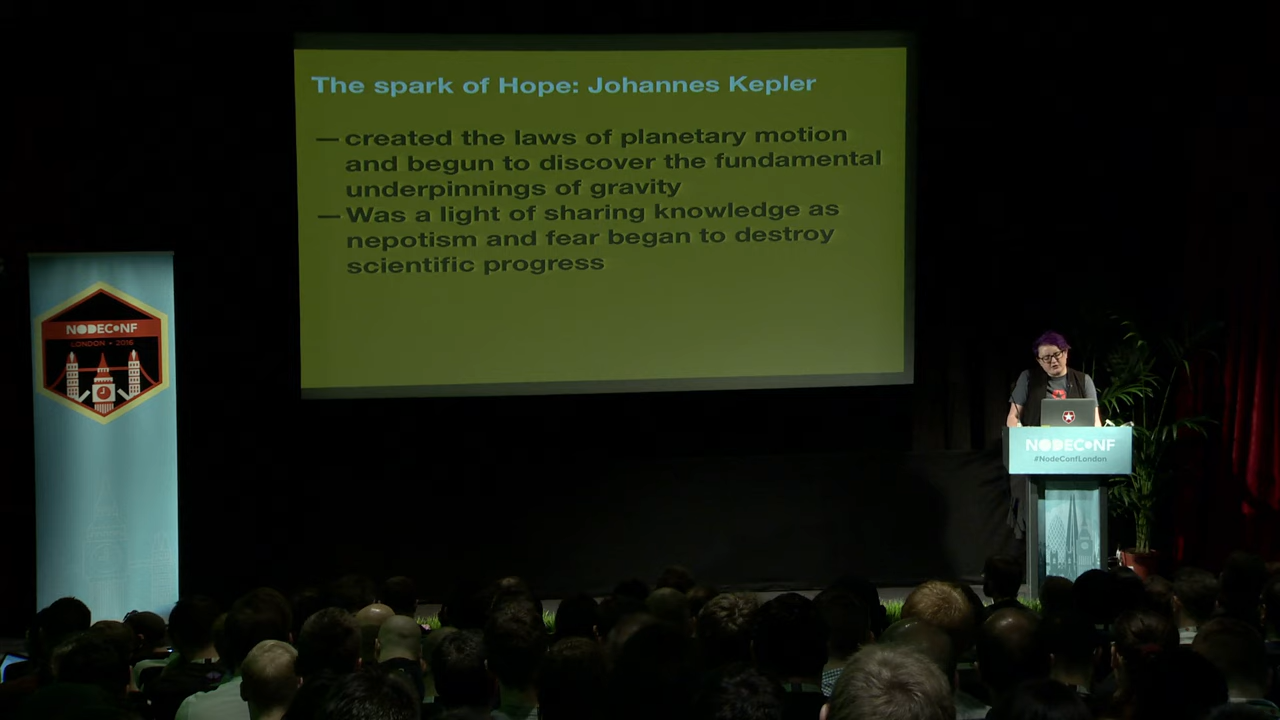 The spark of Hope: Johannes Kepler
— created the laws of planetary motion
and begun to discover the fundamental
underpinnings of gravity
— Was a light of sharing knowledge as
nepotism and fear began to destroy
scientific progress
NODECONF
LONDON - 2016
NODECONF
#NodeConfLondon